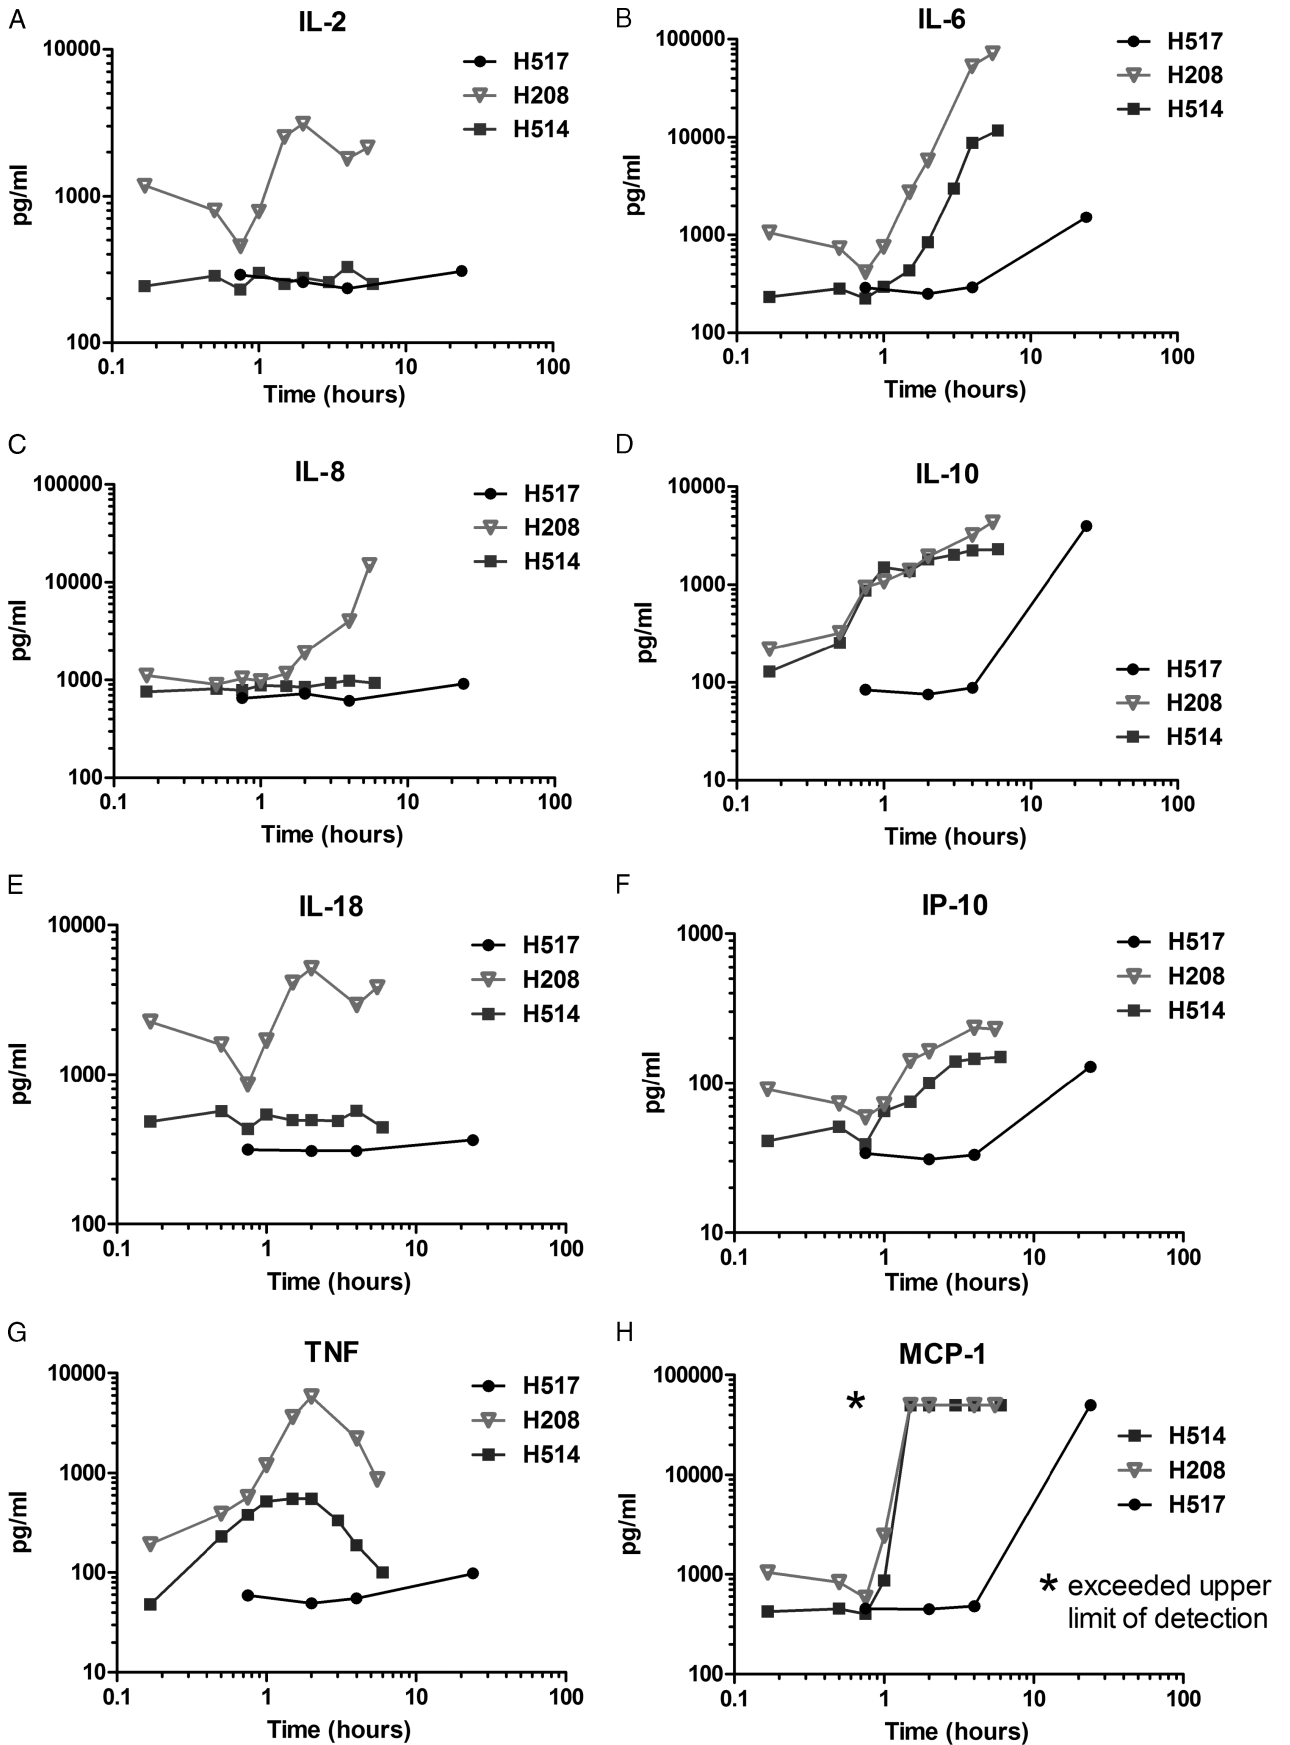 A
IL-2
10000
1000
100
pg/ml
0.1 1 10 100
Time (hours)
H517
H208
H514
B
IL-6
100000
10000
1000
100
pg/ml
0.1 1 10 100
Time (hours)
H517
H208
H514
C
IL-8
100000
10000
1000
100
pg/ml
0.1 1 10 100
Time (hours)
H517
H208
H514
D
IL-10
10000
1000
100
10
pg/ml
0.1 1 10 100
Time (hours)
H517
H208
H514
E
IL-18
10000
1000
100
pg/ml
0.1 1 10 100
Time (hours)
H517
H208
H514
F
IP-10
1000
100
10
pg/ml
0.1 1 10 100
Time (hours)
H517
H208
H514
G
TNF
10000
1000
100
10
pg/ml
0.1 1 10 100
Time (hours)
H517
H208
H514
H
MCP-1
100000
10000
1000
100
pg/ml
0.1 1 10 100
Time (hours)
*
H514
H208
H517
* exceeded upper
limit of detection